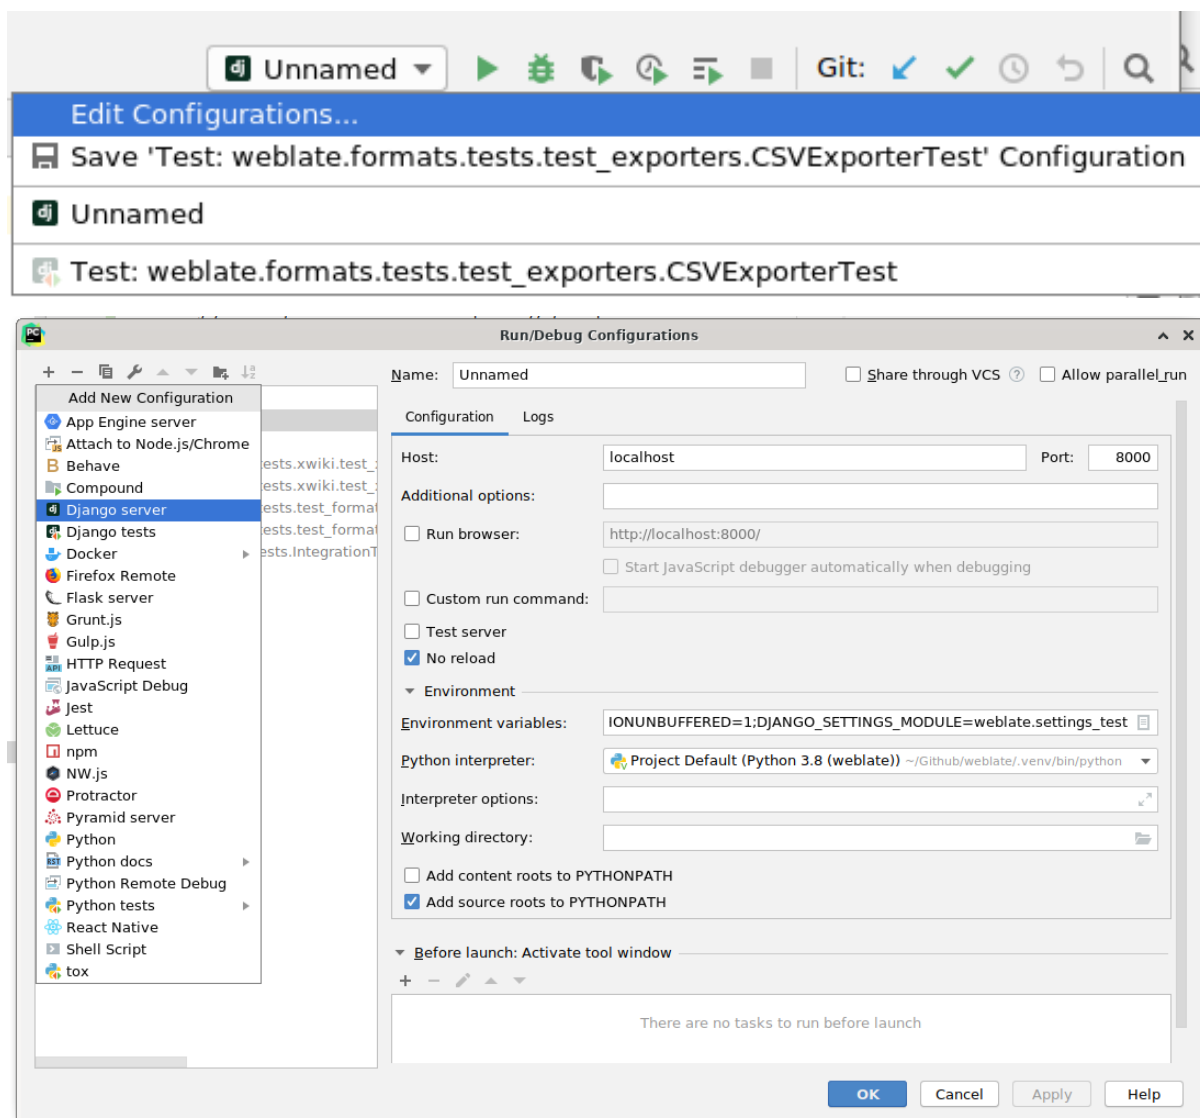 Unnamed
Git:
Edit Configurations...
Save 'Test: weblate.formats.tests.test_exporters.CSVExporterTest' Configuration
Unnamed
Test: weblate.formats.tests.test_exporters.CSVExporterTest
Run/Debug Configurations
Add New Configuration
App Engine server
Attach to Node.js/Chrome
Behave
Compound
Django server
Django tests
Docker
Firefox Remote
Flask server
Grunt.js
Gulp.js
HTTP Request
JavaScript Debug
Jest
Lettuce
npm
NW.js
Protractor
Pyramid server
Python
Python docs
Python Remote Debug
Python tests
React Native
Shell Script
tox
ests.xwiki.test_
ests.xwiki.test_
ests.test_format
ests.test_format
ests.IntegrationT
Name: Unnamed Share through VCS ? Allow parallel run
Configuration Logs
Host: localhost Port: 8000
Additional options:
Run browser: http://localhost:8000/
Start JavaScript debugger automatically when debugging
Custom run command:
Test server
No reload
Environment
Environment variables: IONUNBUFFERED=1;DJANGO_SETTINGS_MODULE=weblate.settings_test
Python interpreter: Project Default (Python 3.8 (weblate)) ~/Github/weblate/.venv/bin/python
Interpreter options:
Working directory:
Add content roots to PYTHONPATH
Add source roots to PYTHONPATH
Before launch: Activate tool window
There are no tasks to run before launch
OK Cancel Apply Help